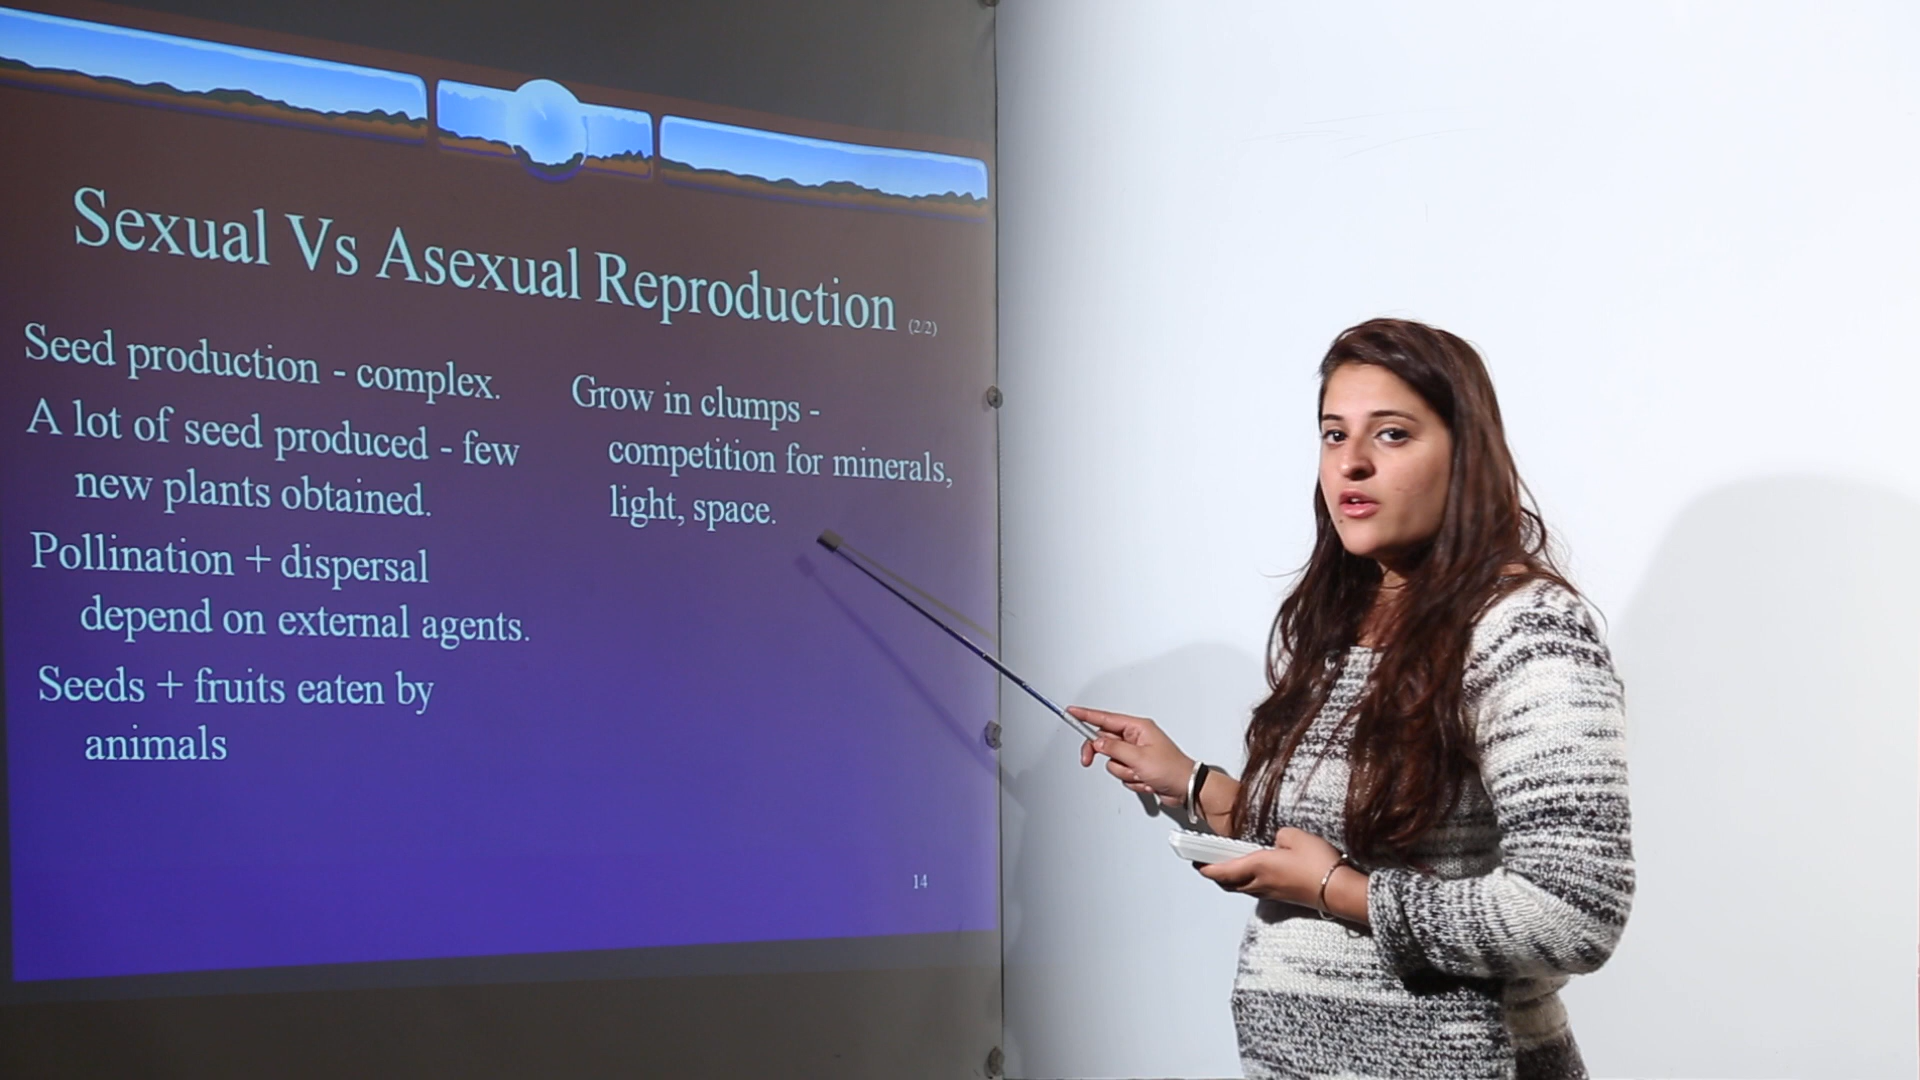 Sexual Vs Asexual Reproduction (2/2)
Seed production - complex.
A lot of seed produced - few
new plants obtained.
Pollination + dispersal
depend on external agents.
Seeds + fruits eaten by
animals
Grow in clumps -
competition for minerals,
light, space.
14